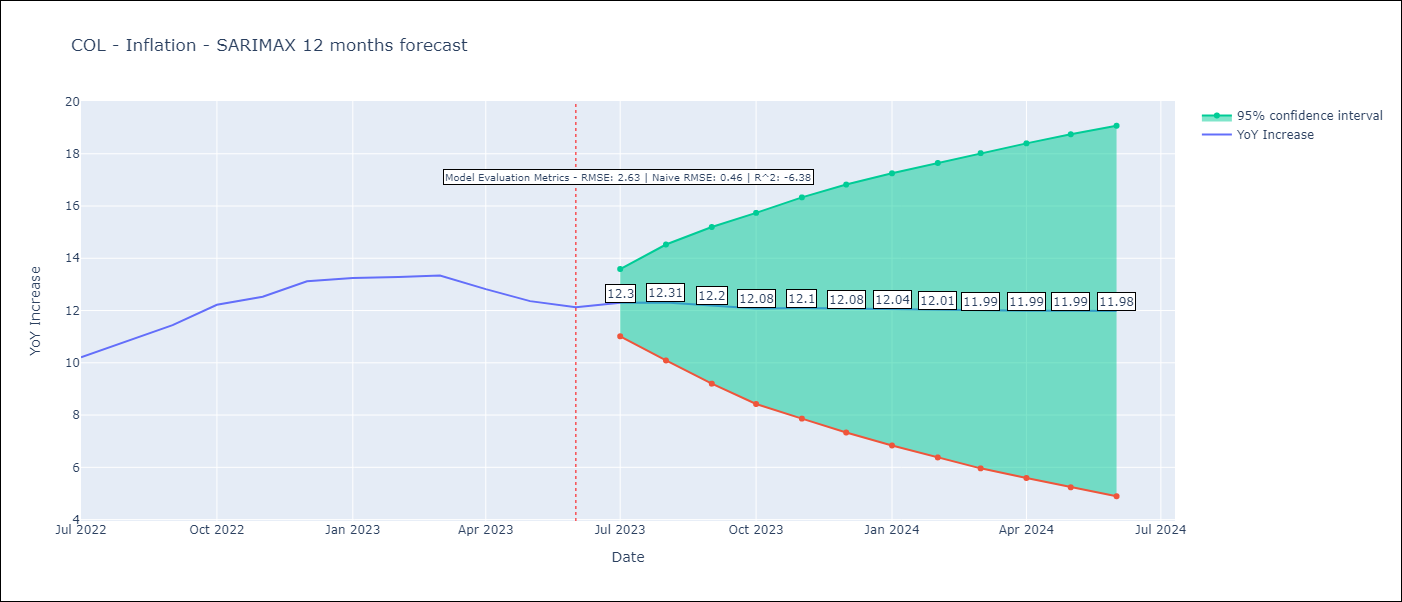 COL - Inflation - SARIMAX 12 months forecast
95% confidence interval
YoY Increase
Model Evaluation Metrics - RMSE: 2.63 | Naive RMSE: 0.46 | R^2: -6.38
20
18
16
14
12
10
8
6
4
YoY Increase
12.3
12.31
12.2
12.08
12.1
12.08
12.04
12.01
11.99
11.99
11.99
11.98
Jul 2022
Oct 2022
Jan 2023
Apr 2023
Jul 2023
Oct 2023
Jan 2024
Apr 2024
Jul 2024
Date